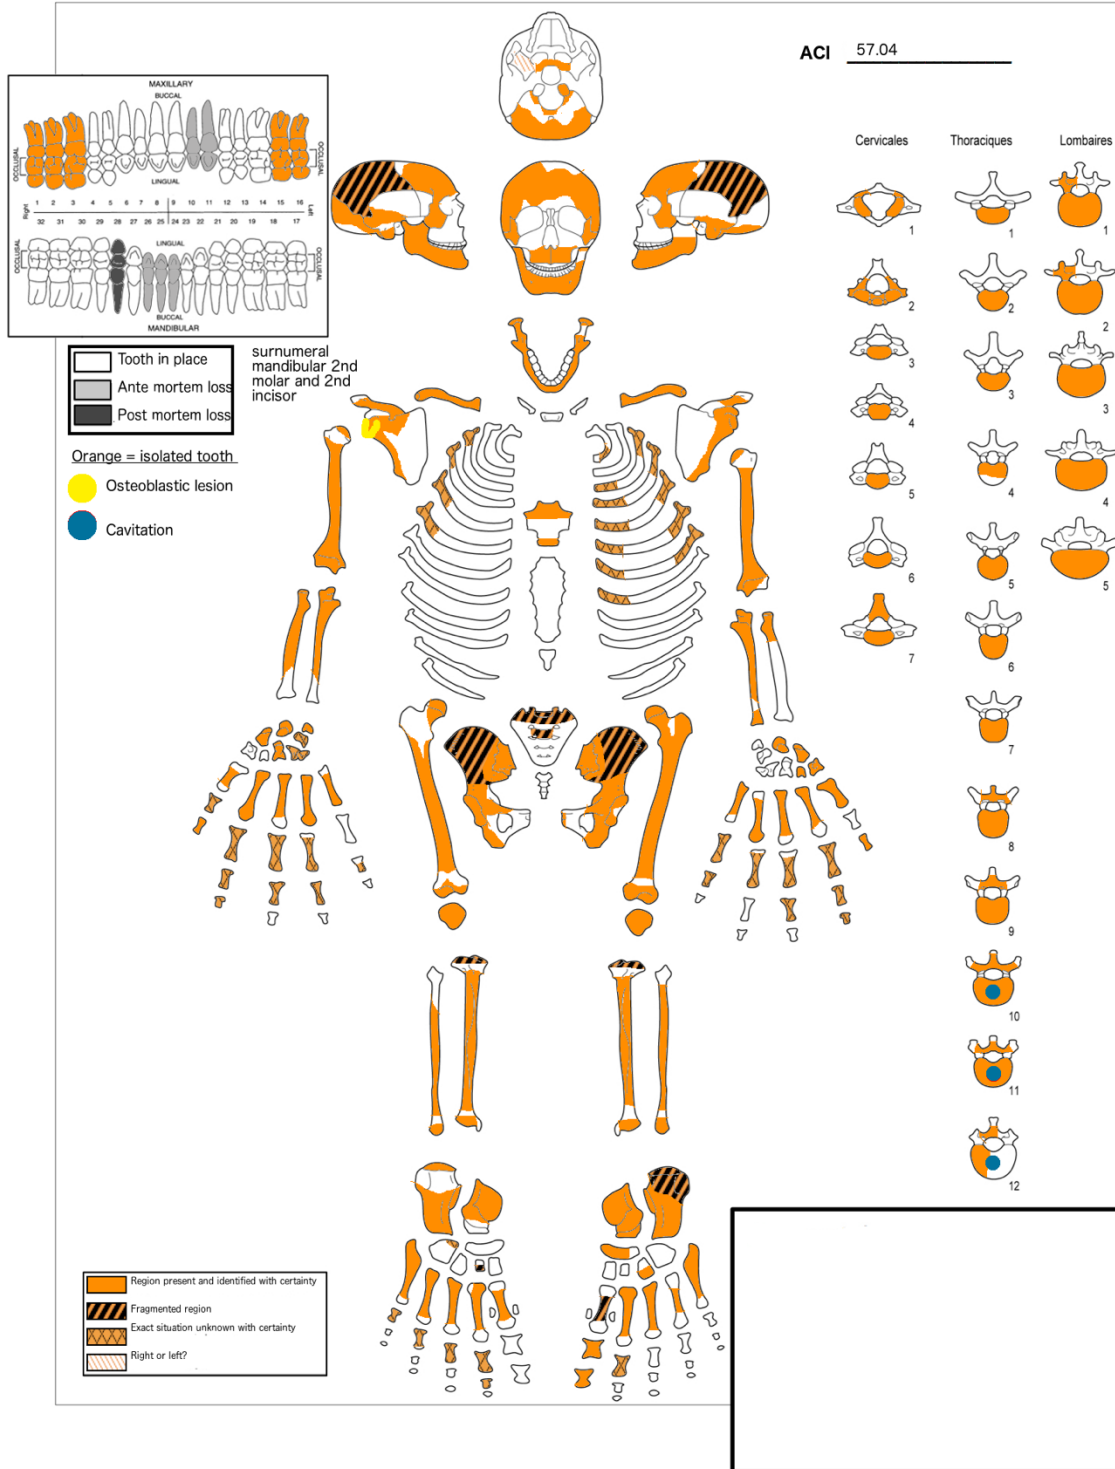 ACI 57.04
MAXILLARY
BUCCAL
OCCLUSAL
OCCLUSAL
LINGUAL
Right 1 2 3 4 5 6 7 8 9 10 11 12 13 14 15 16 Left
32 31 30 29 28 27 26 25 24 23 22 21 20 19 18 17
LINGUAL
OCCLUSAL
OCCLUSAL
BUCCAL
MANDIBULAR
Tooth in place
Ante mortem loss
Post mortem loss
surnumeral
mandibular 2nd
molar and 2nd
incisor
Orange = isolated tooth
Osteoblastic lesion
Cavitation
Cervicales
1
2
3
4
5
6
7
Thoraciques
1
2
3
4
5
6
7
8
9
10
11
12
Lombaires
1
2
3
4
5
Region present and identified with certainty
Fragmented region
Exact situation unknown with certainty
Right or left?